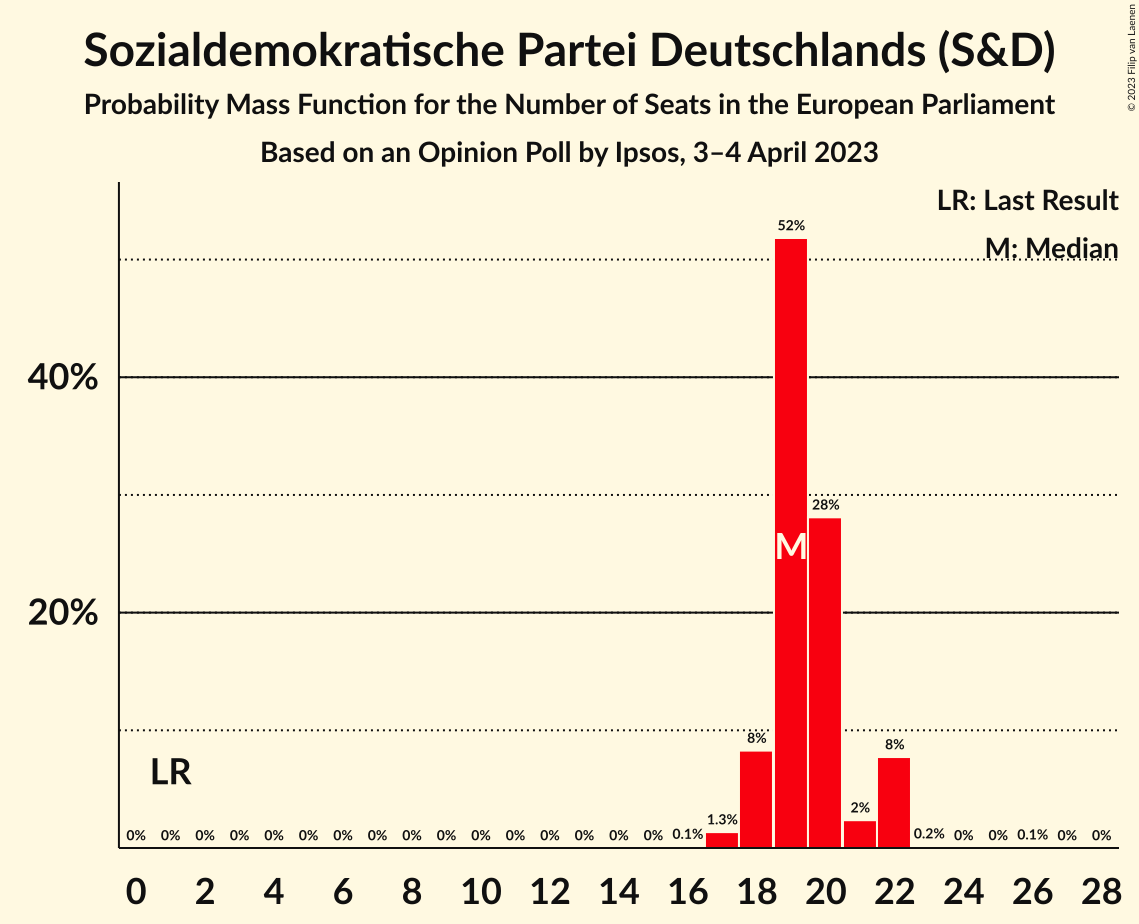 Sozialdemokratische Partei Deutschlands (S&D)
Probability Mass Function for the Number of Seats in the European Parliament
Based on an Opinion Poll by Ipsos, 3–4 April 2023
© 2023 Filip van Laenen
LR: Last Result
M: Median
52%
40%
28%
M
20%
8% 8%
LR
2%
1.3%
0% 0% 0% 0% 0% 0% 0% 0% 0% 0% 0% 0% 0% 0% 0% 0% 0.1% 0.2% 0% 0% 0.1% 0% 0%
0 2 4 6 8 10 12 14 16 18 20 22 24 26 28